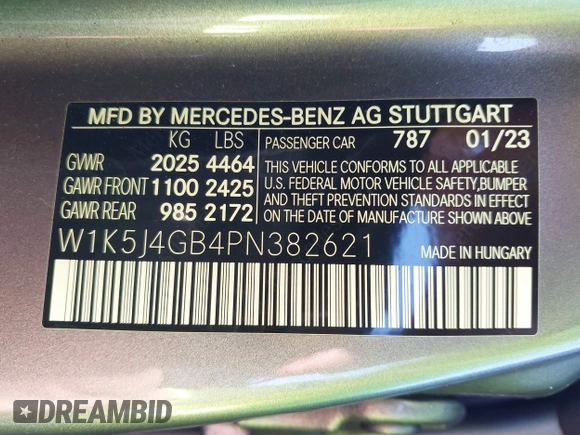 MFD BY MERCEDES-BENZ AG STUTTGART
KG LBS PASSENGER CAR 787 01/23
GVWR 2025 4464
GAWR FRONT 1100 2425
GAWR REAR 985 2172
THIS VEHICLE CONFORMS TO ALL APPLICABLE
U.S. FEDERAL MOTOR VEHICLE SAFETY, BUMPER
AND THEFT PREVENTION STANDARDS IN EFFECT
ON THE DATE OF MANUFACTURE SHOWN ABOVE.
W1K5J4GB4PN382621 MADE IN HUNGARY
DREAMBID